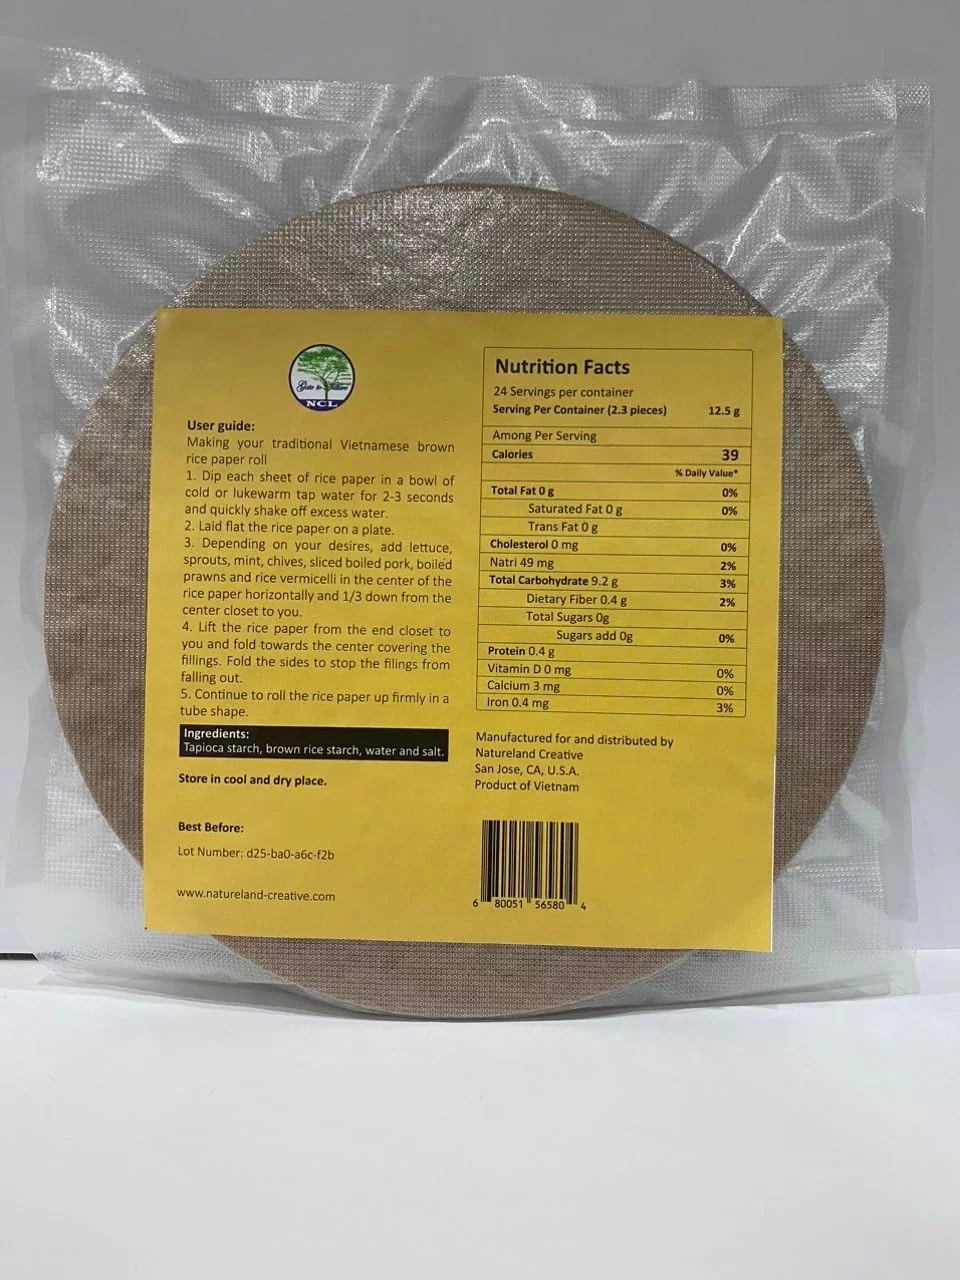 Gate to Nature
NCL
User guide:
Making your traditional Vietnamese brown
rice paper roll
1. Dip each sheet of rice paper in a bowl of
cold or lukewarm tap water for 2-3 seconds
and quickly shake off excess water.
2. Laid flat the rice paper on a plate.
3. Depending on your desires, add lettuce,
sprouts, mint, chives, sliced boiled pork, boiled
prawns and rice vermicelli in the center of the
rice paper horizontally and 1/3 down from the
center closet to you.
4. Lift the rice paper from the end closet to
you and fold towards the center covering the
fillings. Fold the sides to stop the filings from
falling out.
5. Continue to roll the rice paper up firmly in a
tube shape.
Ingredients:
Tapioca starch, brown rice starch, water and salt.
Store in cool and dry place.
Best Before:
Lot Number: d25-ba0-a6c-f2b
www.natureland-creative.com
Nutrition Facts
24 Servings per container
Serving Per Container (2.3 pieces) 12.5 g
Among Per Serving
Calories 39
% Daily Value*
Total Fat 0 g 0%
Saturated Fat 0 g 0%
Trans Fat 0 g
Cholesterol 0 mg 0%
Natri 49 mg 2%
Total Carbohydrate 9.2 g 3%
Dietary Fiber 0.4 g 2%
Total Sugars 0g
Sugars add 0g 0%
Protein 0.4 g
Vitamin D 0 mg 0%
Calcium 3 mg 0%
Iron 0.4 mg 3%
Manufactured for and distributed by
Natureland Creative
San Jose, CA, U.S.A.
Product of Vietnam
6 80051 56580 4